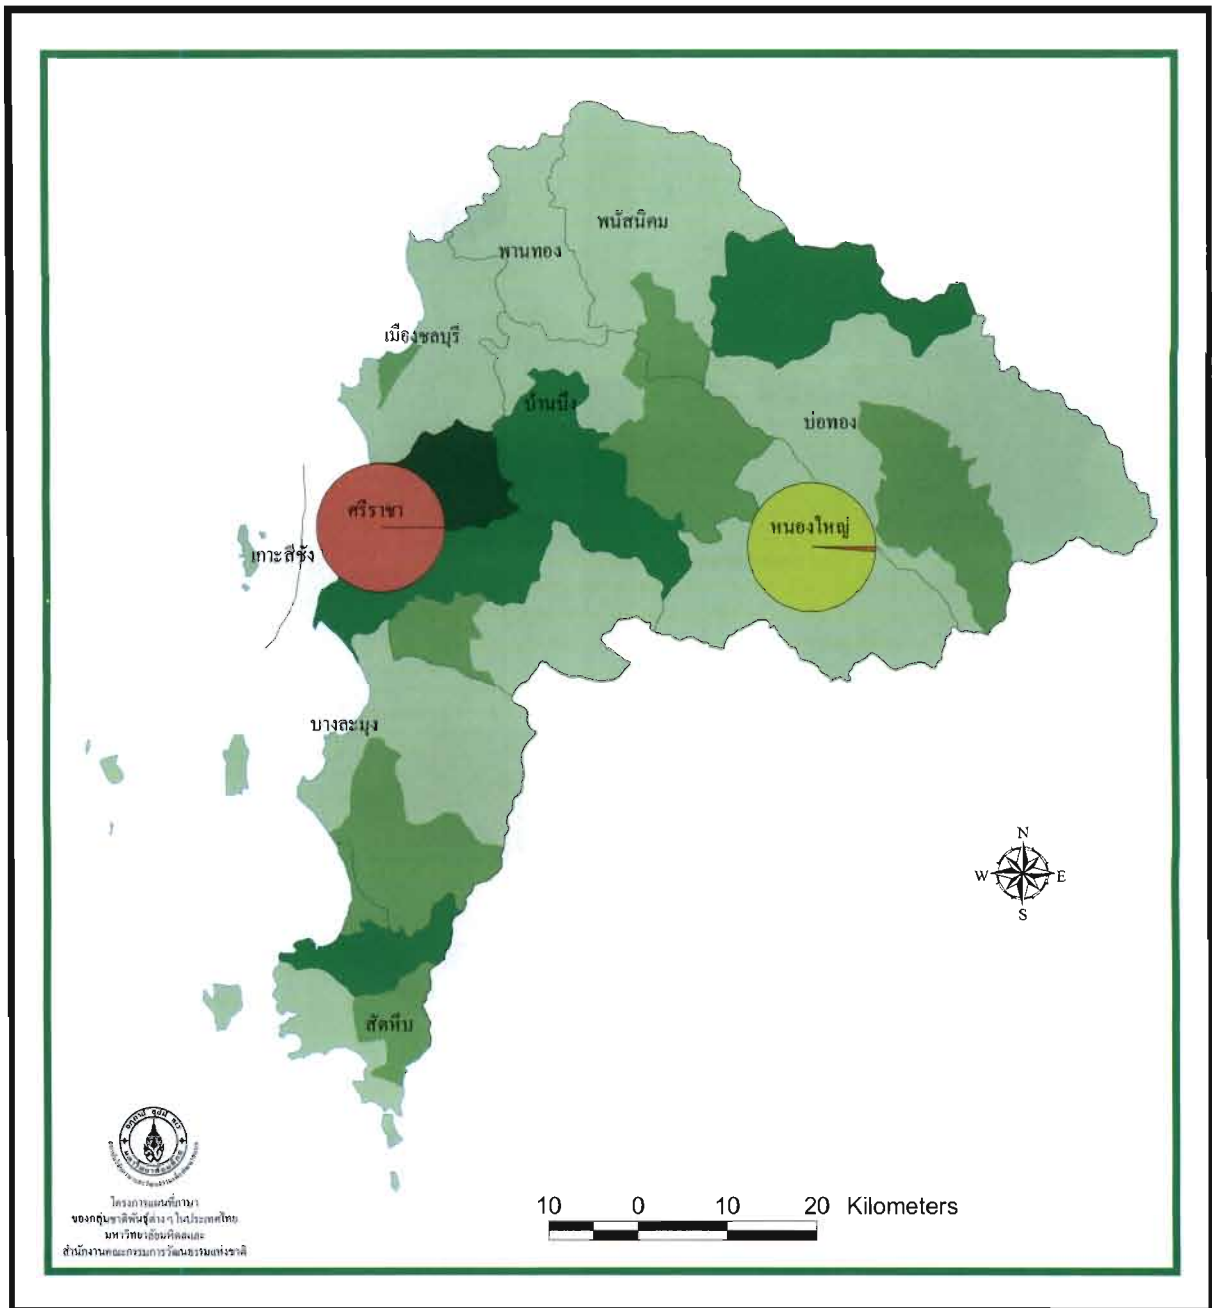 พนัสนิคม
พานทอง
เมืองชลบุรี
บ้านบึง
บ่อทอง
ศรีราชา
หนองใหญ่
เกาะสีชัง
บางละมุง
N
W E
S
สัตหีบ
โครงการแผนที่ภาษา
ของกลุ่มชาติพันธุ์ต่าง ๆ ในประเทศไทย
มหาวิทยาลัยมหิดลและ
สำนักงานคณะกรรมการวัฒนธรรมแห่งชาติ
10 0 10 20 Kilometers